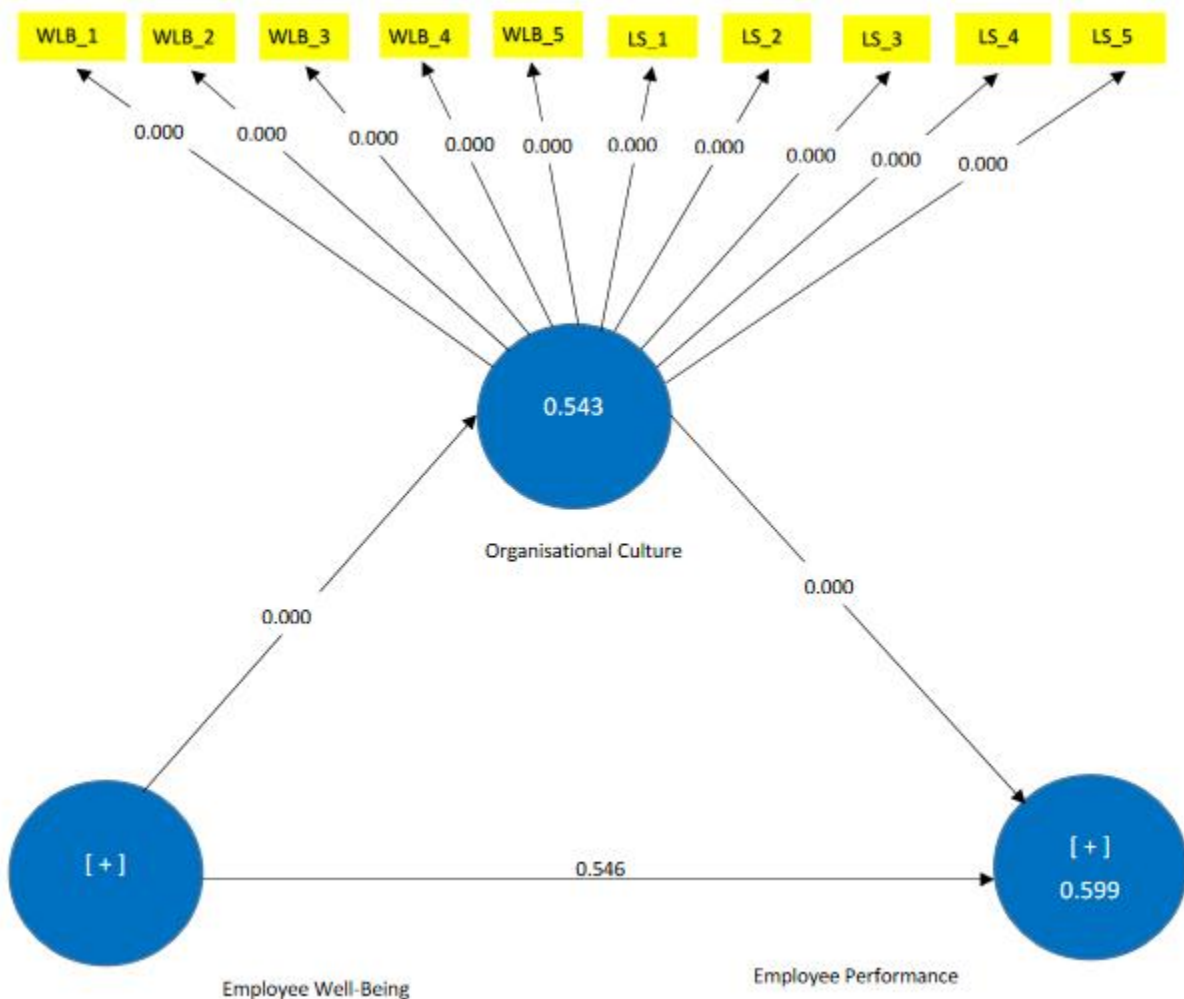 WLB_1 WLB_2 WLB_3 WLB_4 WLB_5 LS_1 LS_2 LS_3 LS_4 LS_5
0.000 0.000 0.000 0.000 0.000 0.000 0.000 0.000 0.000 0.000
0.543
Organisational Culture
0.000 0.000
[ + ] 0.546 [ + ]
0.599
Employee Well-Being Employee Performance